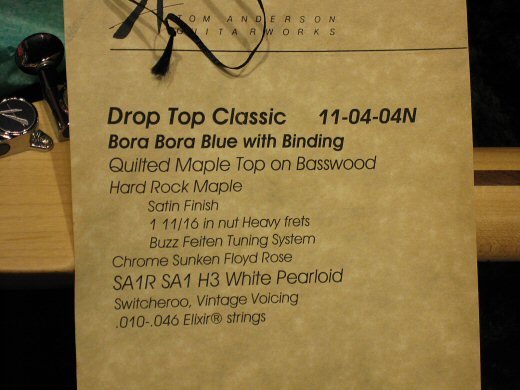 TOM ANDERSON
GUITARWORKS
Drop Top Classic 11-04-04N
Bora Bora Blue with Binding
Quilted Maple Top on Basswood
Hard Rock Maple
Satin Finish
1 11/16 in nut Heavy frets
Buzz Feiten Tuning System
Chrome Sunken Floyd Rose
SA1R SA1 H3 White Pearloid
Switcheroo, Vintage Voicing
.010-.046 Elixir® strings